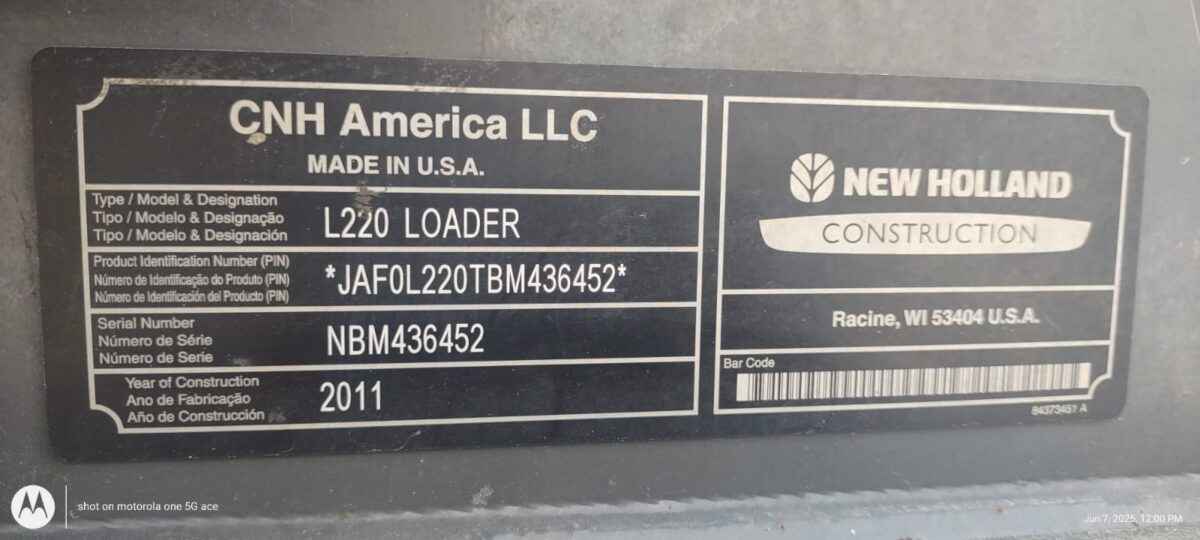 CNH America LLC
MADE IN U.S.A.
Type / Model & Designation
Tipo / Modelo & Designação
Tipo / Modelo & Designación
L220 LOADER
Product Identification Number (PIN)
Número de Identificação do Produto (PIN)
Número de Identificación del Producto (PIN)
*JAF0L220TBM436452*
Serial Number
Número de Série
Número de Serie
NBM436452
Year of Construction
Ano de Fabricação
Año de Construcción
2011
NEW HOLLAND
CONSTRUCTION
Racine, WI 53404 U.S.A.
Bar Code
84373451 A
shot on motorola one 5G ace
Jun 7, 2025, 12:00 PM